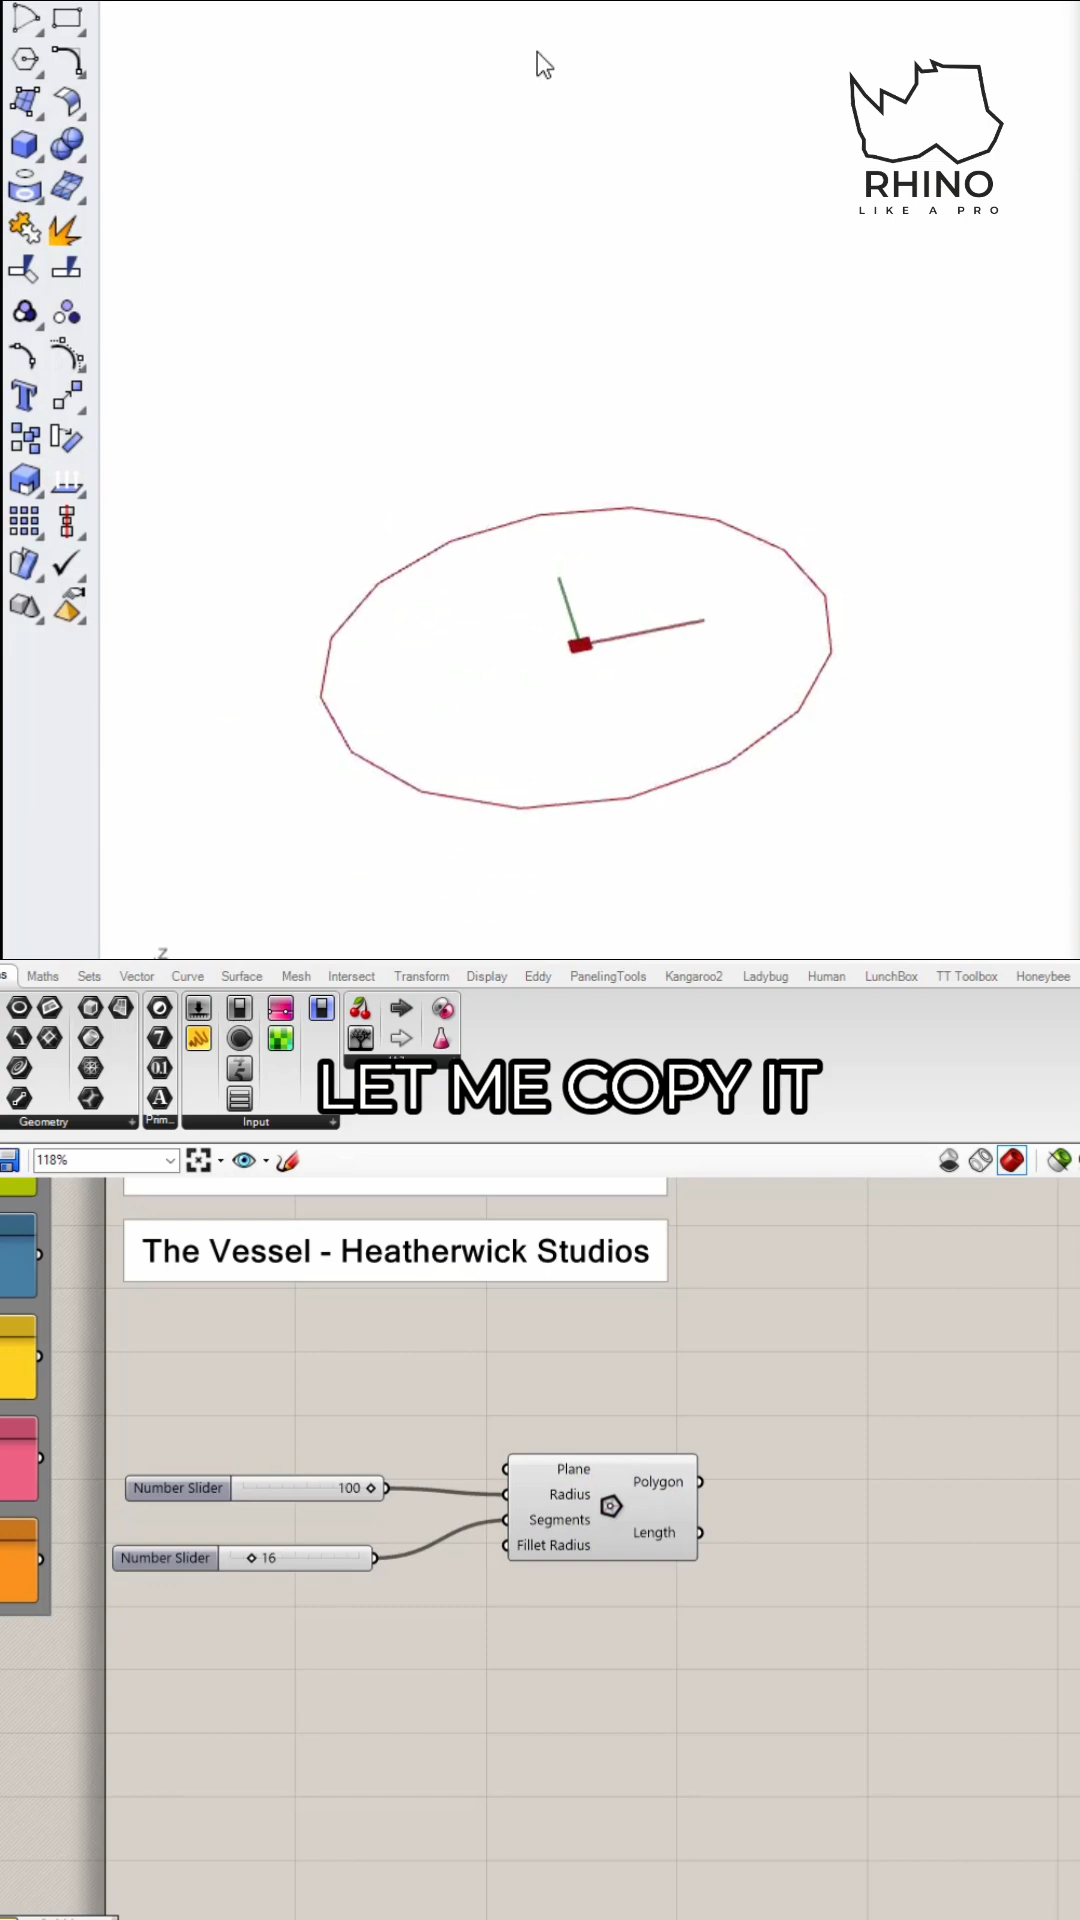 RHINO
LIKE A PRO
Z
s Maths Sets Vector Curve Surface Mesh Intersect Transform Display Eddy PanelingTools Kangaroo2 Ladybug Human LunchBox TT Toolbox Honeybee
LET ME COPY IT
Geometry Prim... Input
118%
The Vessel - Heatherwick Studios
Plane
Polygon
Number Slider 100
Radius
Segments
Length
Fillet Radius
Number Slider 16